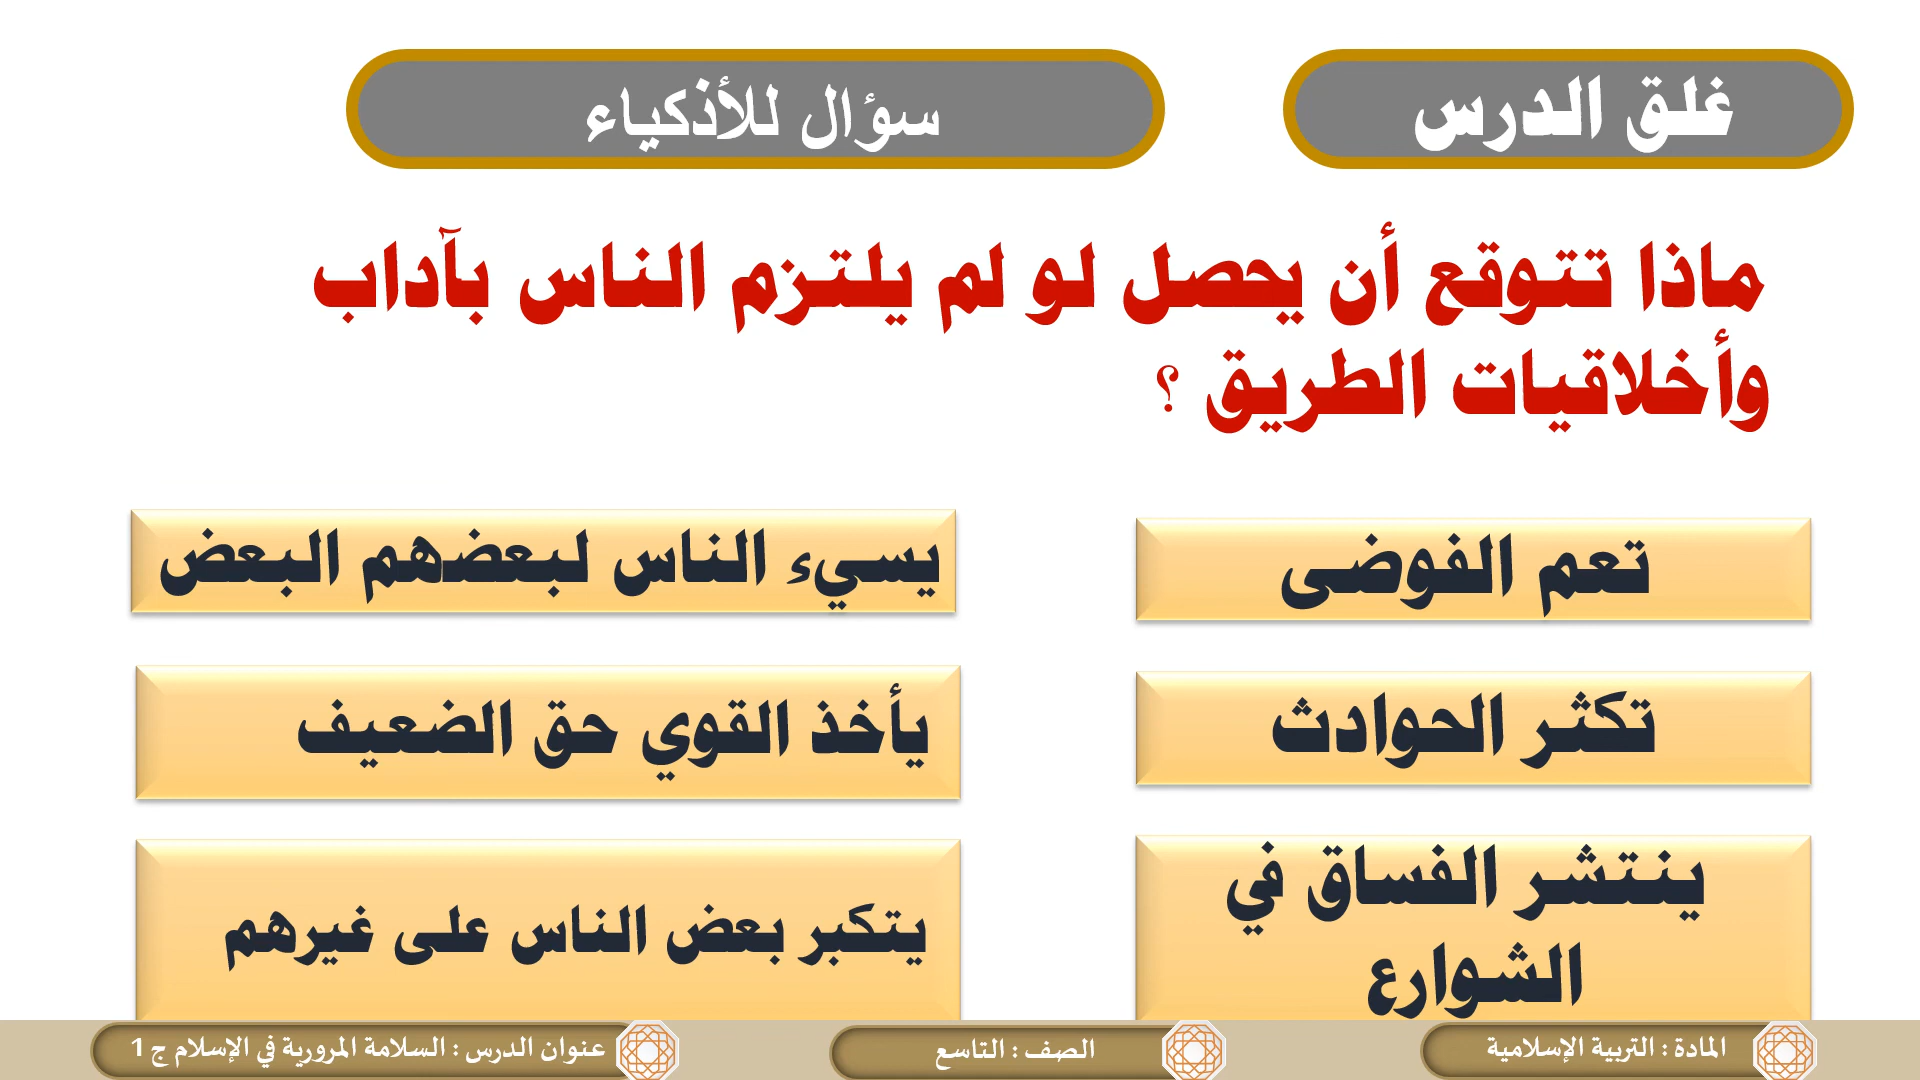 غلق الدرس
سؤال للأذكياء
ماذا تتوقع أن يحصل لو لم يلتزم الناس بآداب
وأخلاقيات الطريق ؟
تعم الفوضى
يسيء الناس لبعضهم البعض
تكثر الحوادث
يأخذ القوي حق الضعيف
ينتشر الفساق في
الشوارع
يتكبر بعض الناس على غيرهم
المادة : التربية الإسلامية
الصف : التاسع
عنوان الدرس : السلامة المرورية في الإسلام ج 1